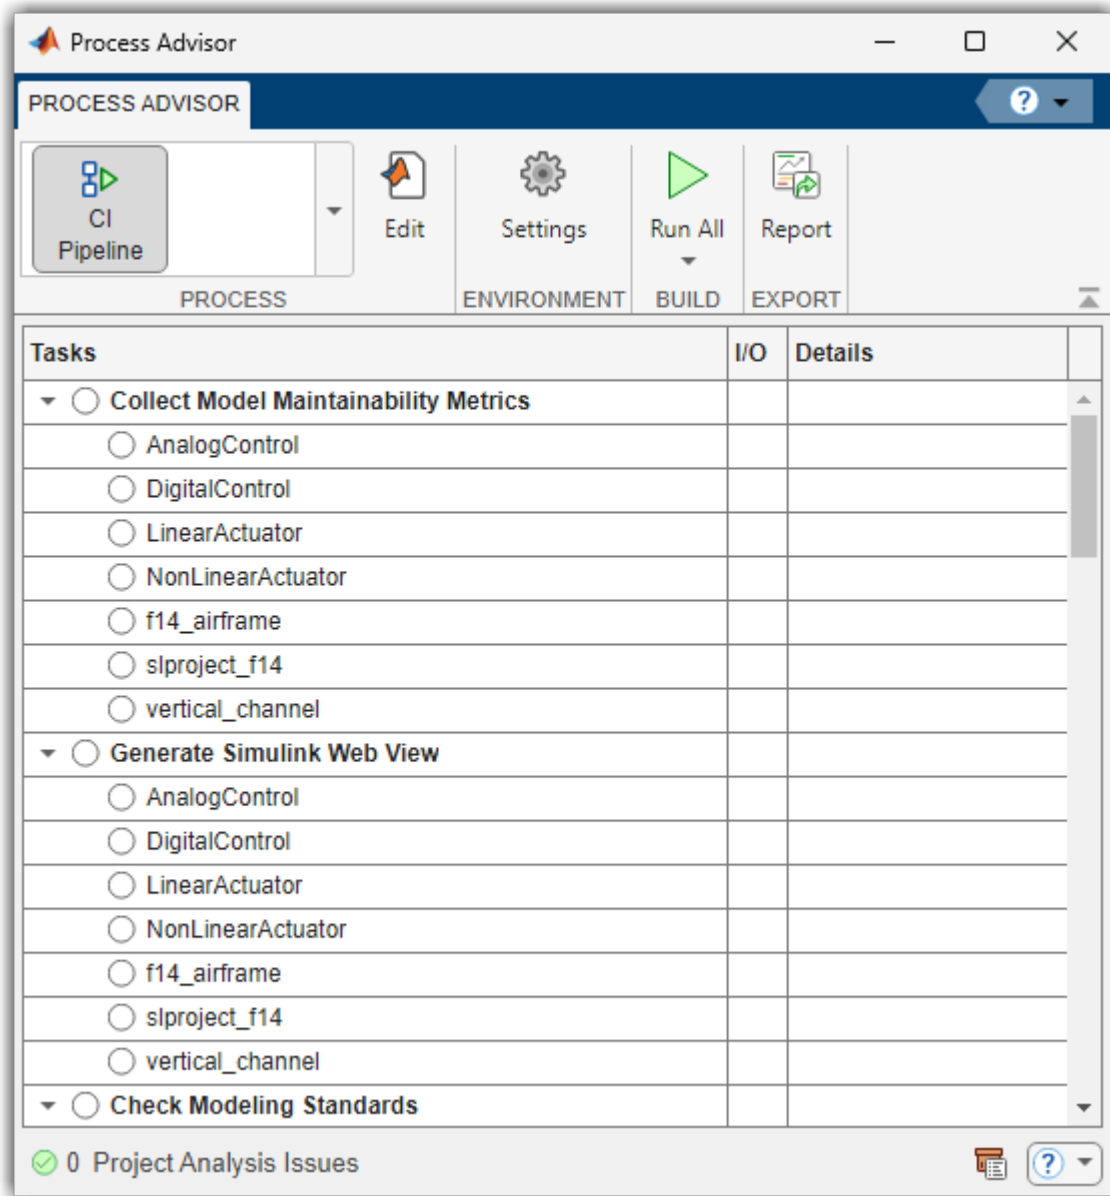 Process Advisor
PROCESS ADVISOR
?
CI
Pipeline
Edit
Settings
Run All
Report
PROCESS
ENVIRONMENT
BUILD
EXPORT
Tasks I/O Details
Collect Model Maintainability Metrics
AnalogControl
DigitalControl
LinearActuator
NonLinearActuator
f14_airframe
slproject_f14
vertical_channel
Generate Simulink Web View
AnalogControl
DigitalControl
LinearActuator
NonLinearActuator
f14_airframe
slproject_f14
vertical_channel
Check Modeling Standards
0 Project Analysis Issues
?